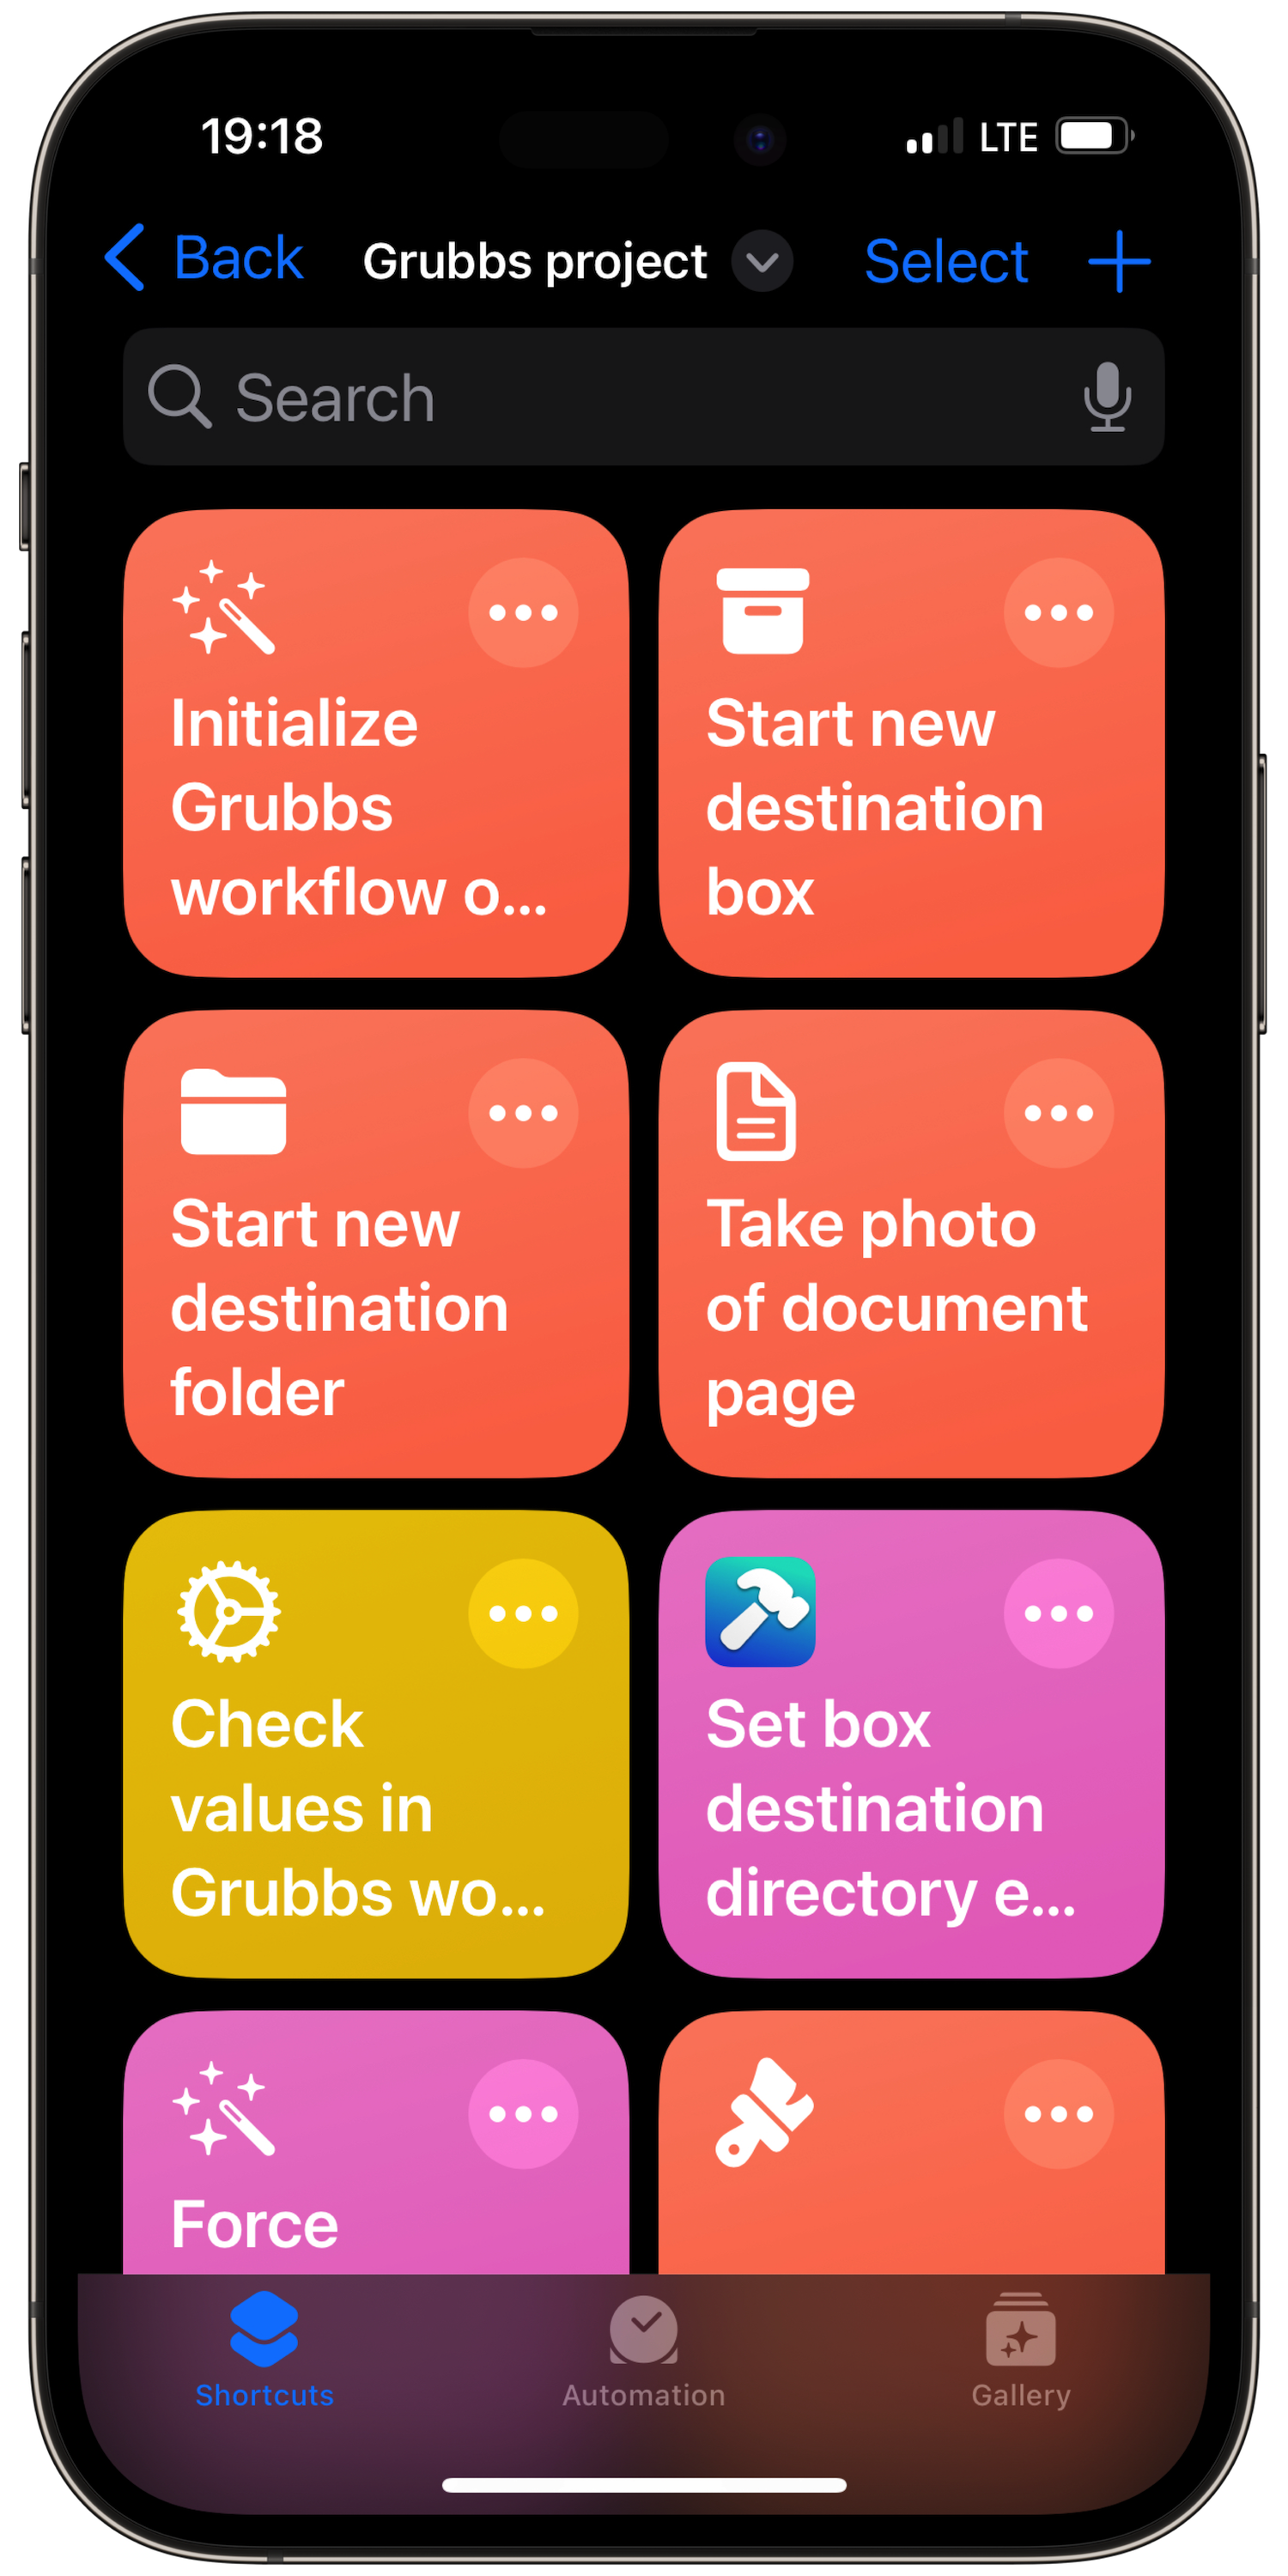 19:18 LTE
Back Grubbs project Select
Search
Initialize
Grubbs
workflow o...
Start new
destination
box
Start new
destination
folder
Take photo
of document
page
Check
values in
Grubbs wo...
Set box
destination
directory e...
Force
Shortcuts Automation Gallery